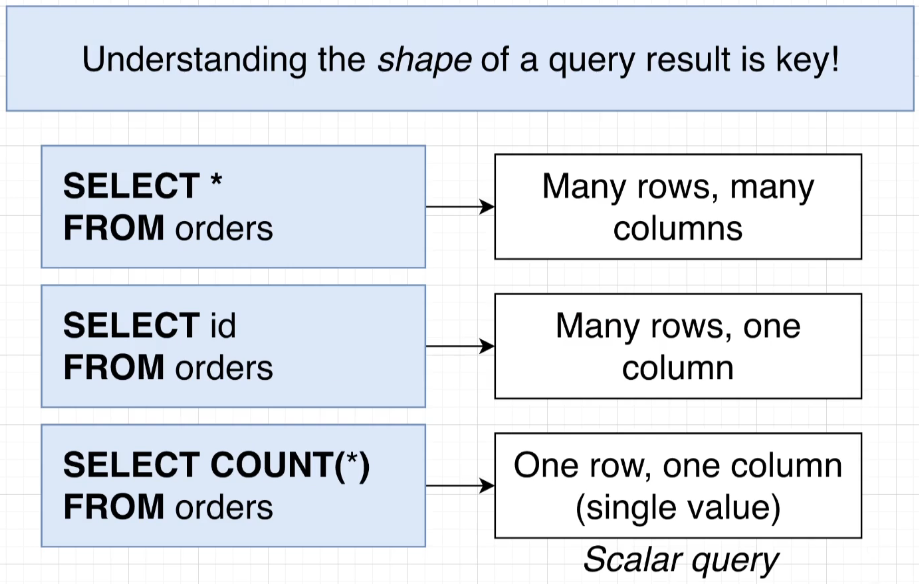 Understanding the shape of a query result is key!
SELECT *
FROM orders
Many rows, many
columns
SELECT id
FROM orders
Many rows, one
column
SELECT COUNT(*)
FROM orders
One row, one column
(single value)
Scalar query